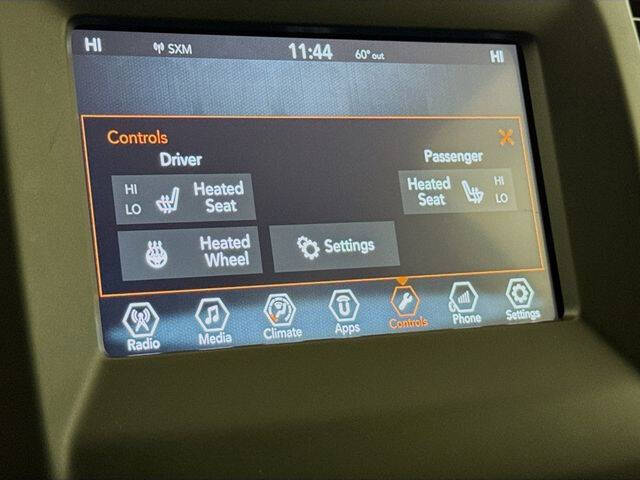 HI SXM 11:44 60° out HI
Controls
Driver Passenger
HI
LO
Heated
Seat
Heated
Seat
HI
LO
Heated
Wheel
Settings
Radio Media Climate Apps Controls Phone Settings